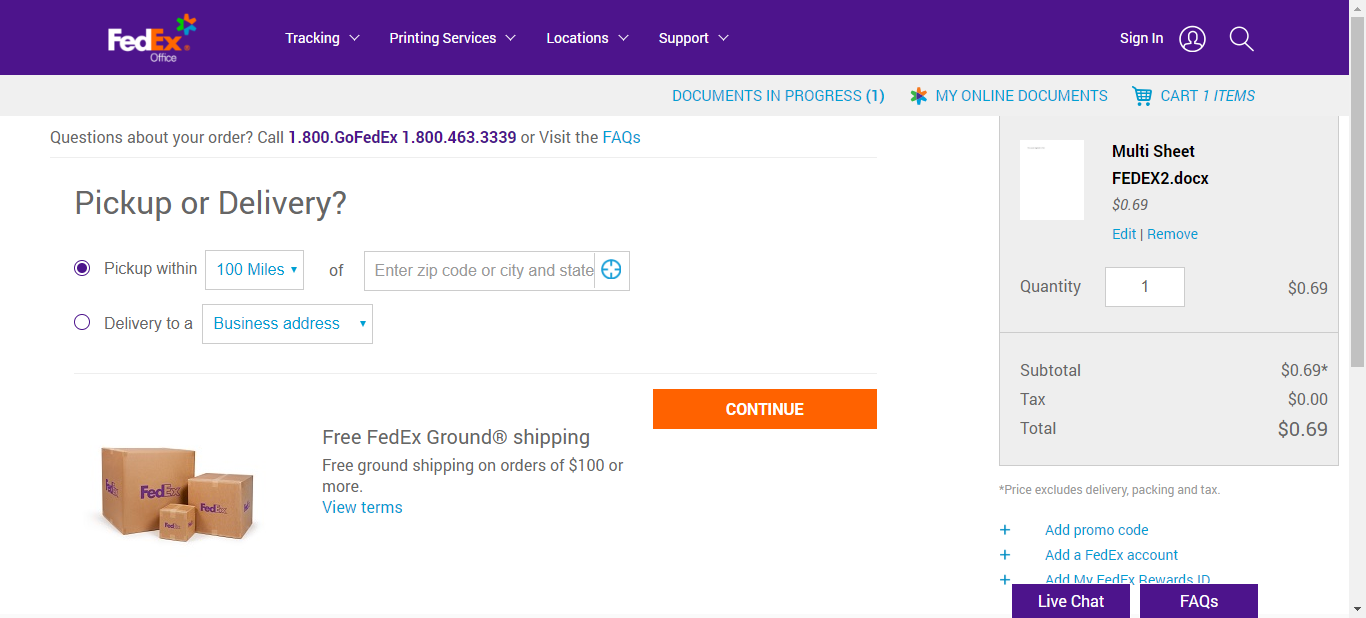 FedEx
Office
Tracking Printing Services Locations Support Sign In
DOCUMENTS IN PROGRESS (1) MY ONLINE DOCUMENTS CART 1 ITEMS
Questions about your order? Call 1.800.GoFedEx 1.800.463.3339 or Visit the FAQs
Pickup or Delivery?
Pickup within 100 Miles of Enter zip code or city and state
Delivery to a Business address
CONTINUE
Free FedEx Ground® shipping
Free ground shipping on orders of $100 or
more.
View terms
FedEx
FedEx
FedEx
FedEx
Multi Sheet
FEDEX2.docx
$0.69
Edit | Remove
Quantity 1 $0.69
Subtotal $0.69*
Tax $0.00
Total $0.69
*Price excludes delivery, packing and tax.
+ Add promo code
+ Add a FedEx account
+ Add My FedEx Rewards ID
Live Chat FAQs